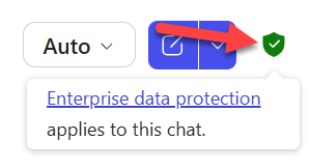 Auto
Enterprise data protection
applies to this chat.